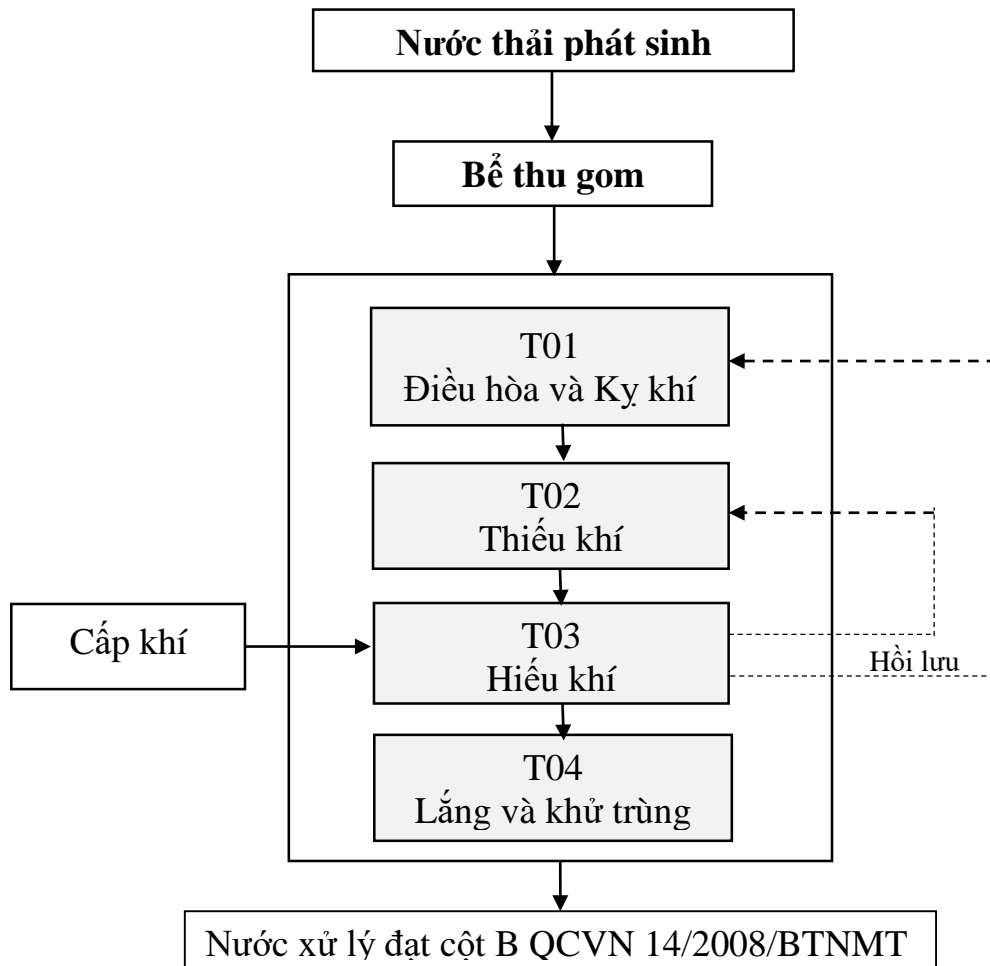 Nước thải phát sinh
Bể thu gom
T01
Điều hòa và Kỵ khí
T02
Thiếu khí
Cấp khí
T03
Hiếu khí
Hồi lưu
T04
Lắng và khử trùng
Nước xử lý đạt cột B QCVN 14/2008/BTNMT